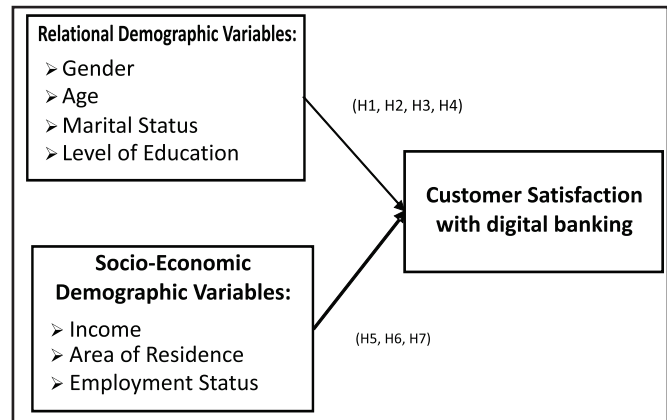 Relational Demographic Variables:
➢ Gender
➢ Age
➢ Marital Status
➢ Level of Education
(H1, H2, H3, H4)
Customer Satisfaction
with digital banking
Socio-Economic
Demographic Variables:
➢ Income
➢ Area of Residence
➢ Employment Status
(H5, H6, H7)